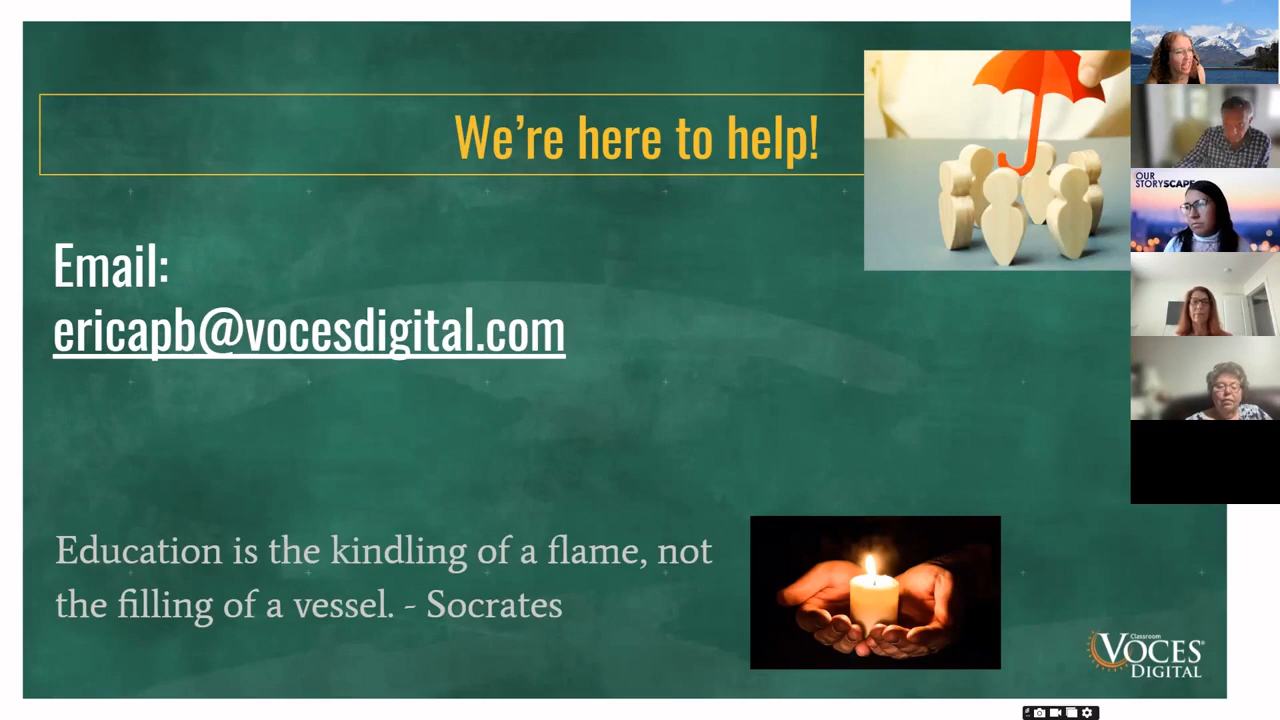 We're here to help!
Email:
ericapb@vocesdigital.com
Education is the kindling of a flame, not
the filling of a vessel. - Socrates
OUR
STORYSCAPE
Classroom
VOCES®
DIGITAL